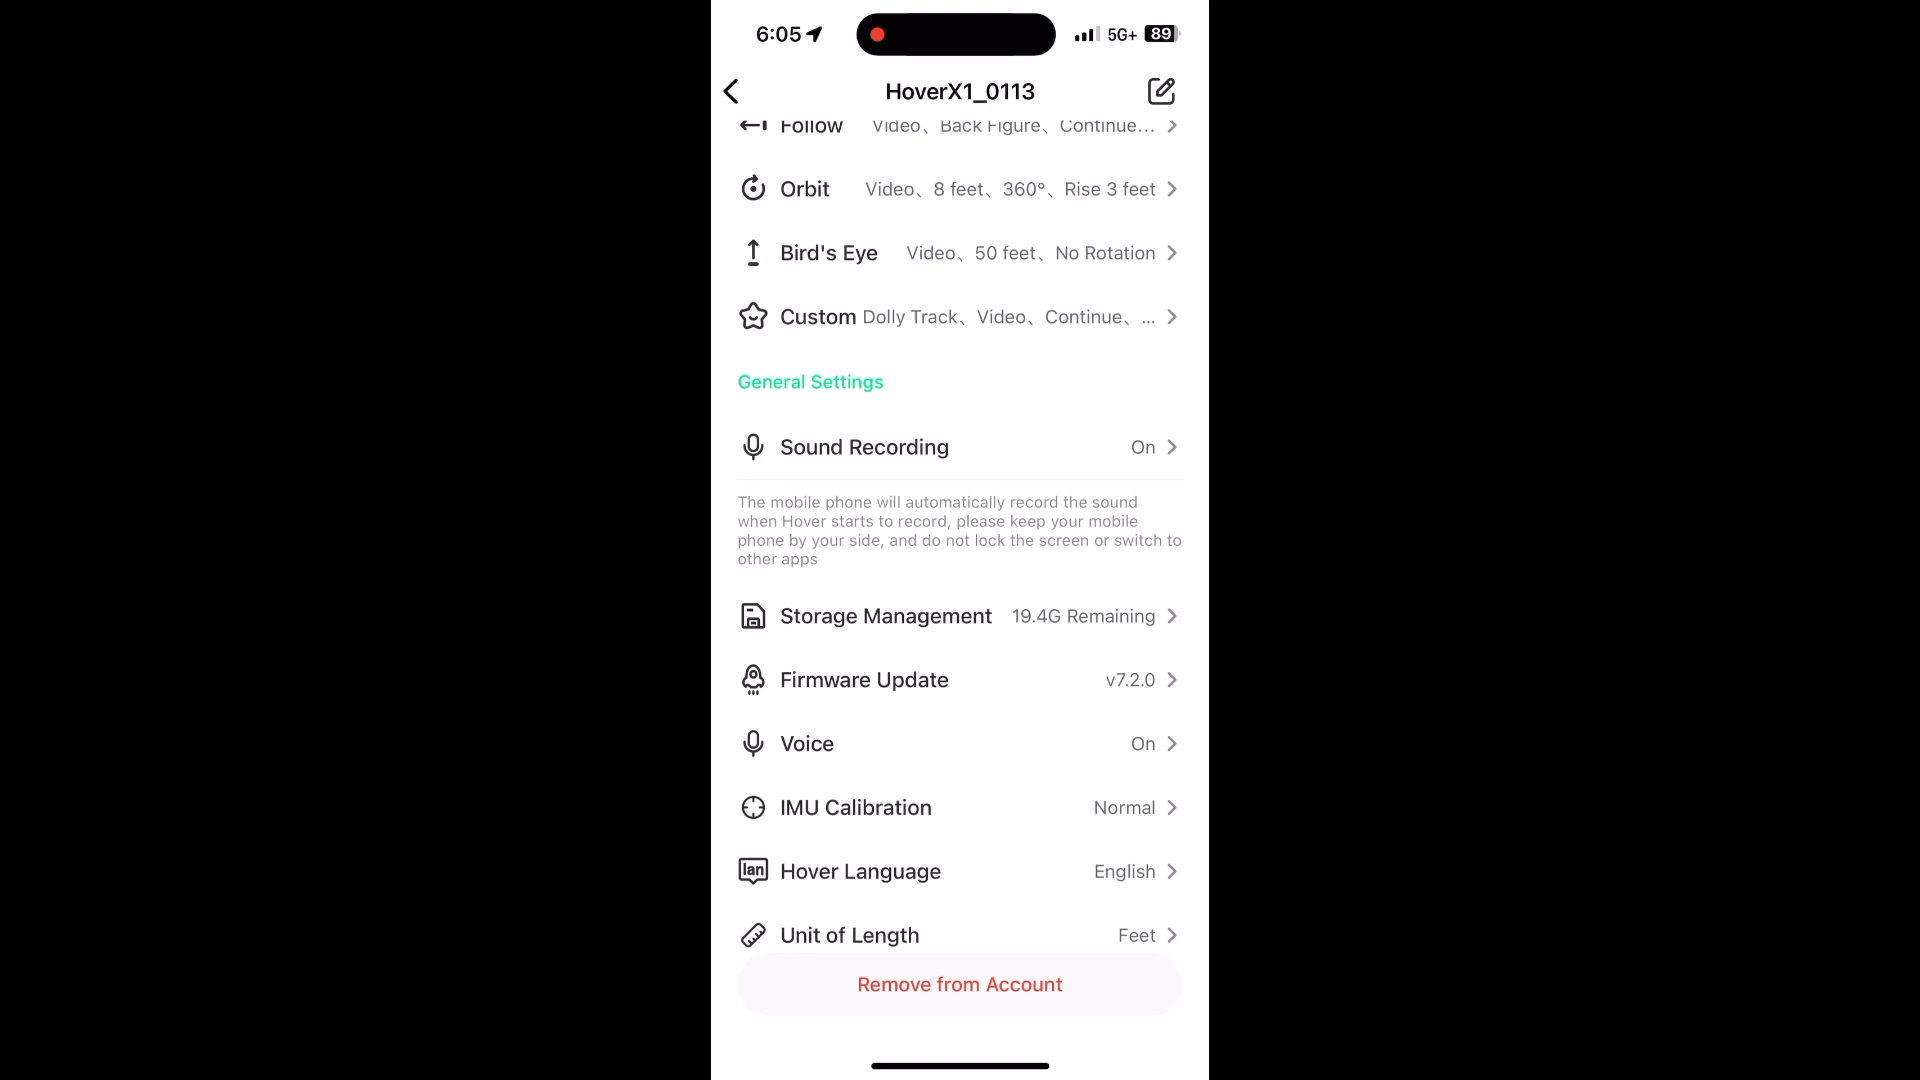 6:05 5G+ 89
HoverX1_0113
Follow Video、Back Figure、Continue...
Orbit Video、8 feet、360°、Rise 3 feet
Bird's Eye Video、50 feet、No Rotation
Custom Dolly Track、Video、Continue、...
General Settings
Sound Recording On
The mobile phone will automatically record the sound
when Hover starts to record, please keep your mobile
phone by your side, and do not lock the screen or switch to
other apps
Storage Management 19.4G Remaining
Firmware Update v7.2.0
Voice On
IMU Calibration Normal
lan Hover Language English
Unit of Length Feet
Remove from Account